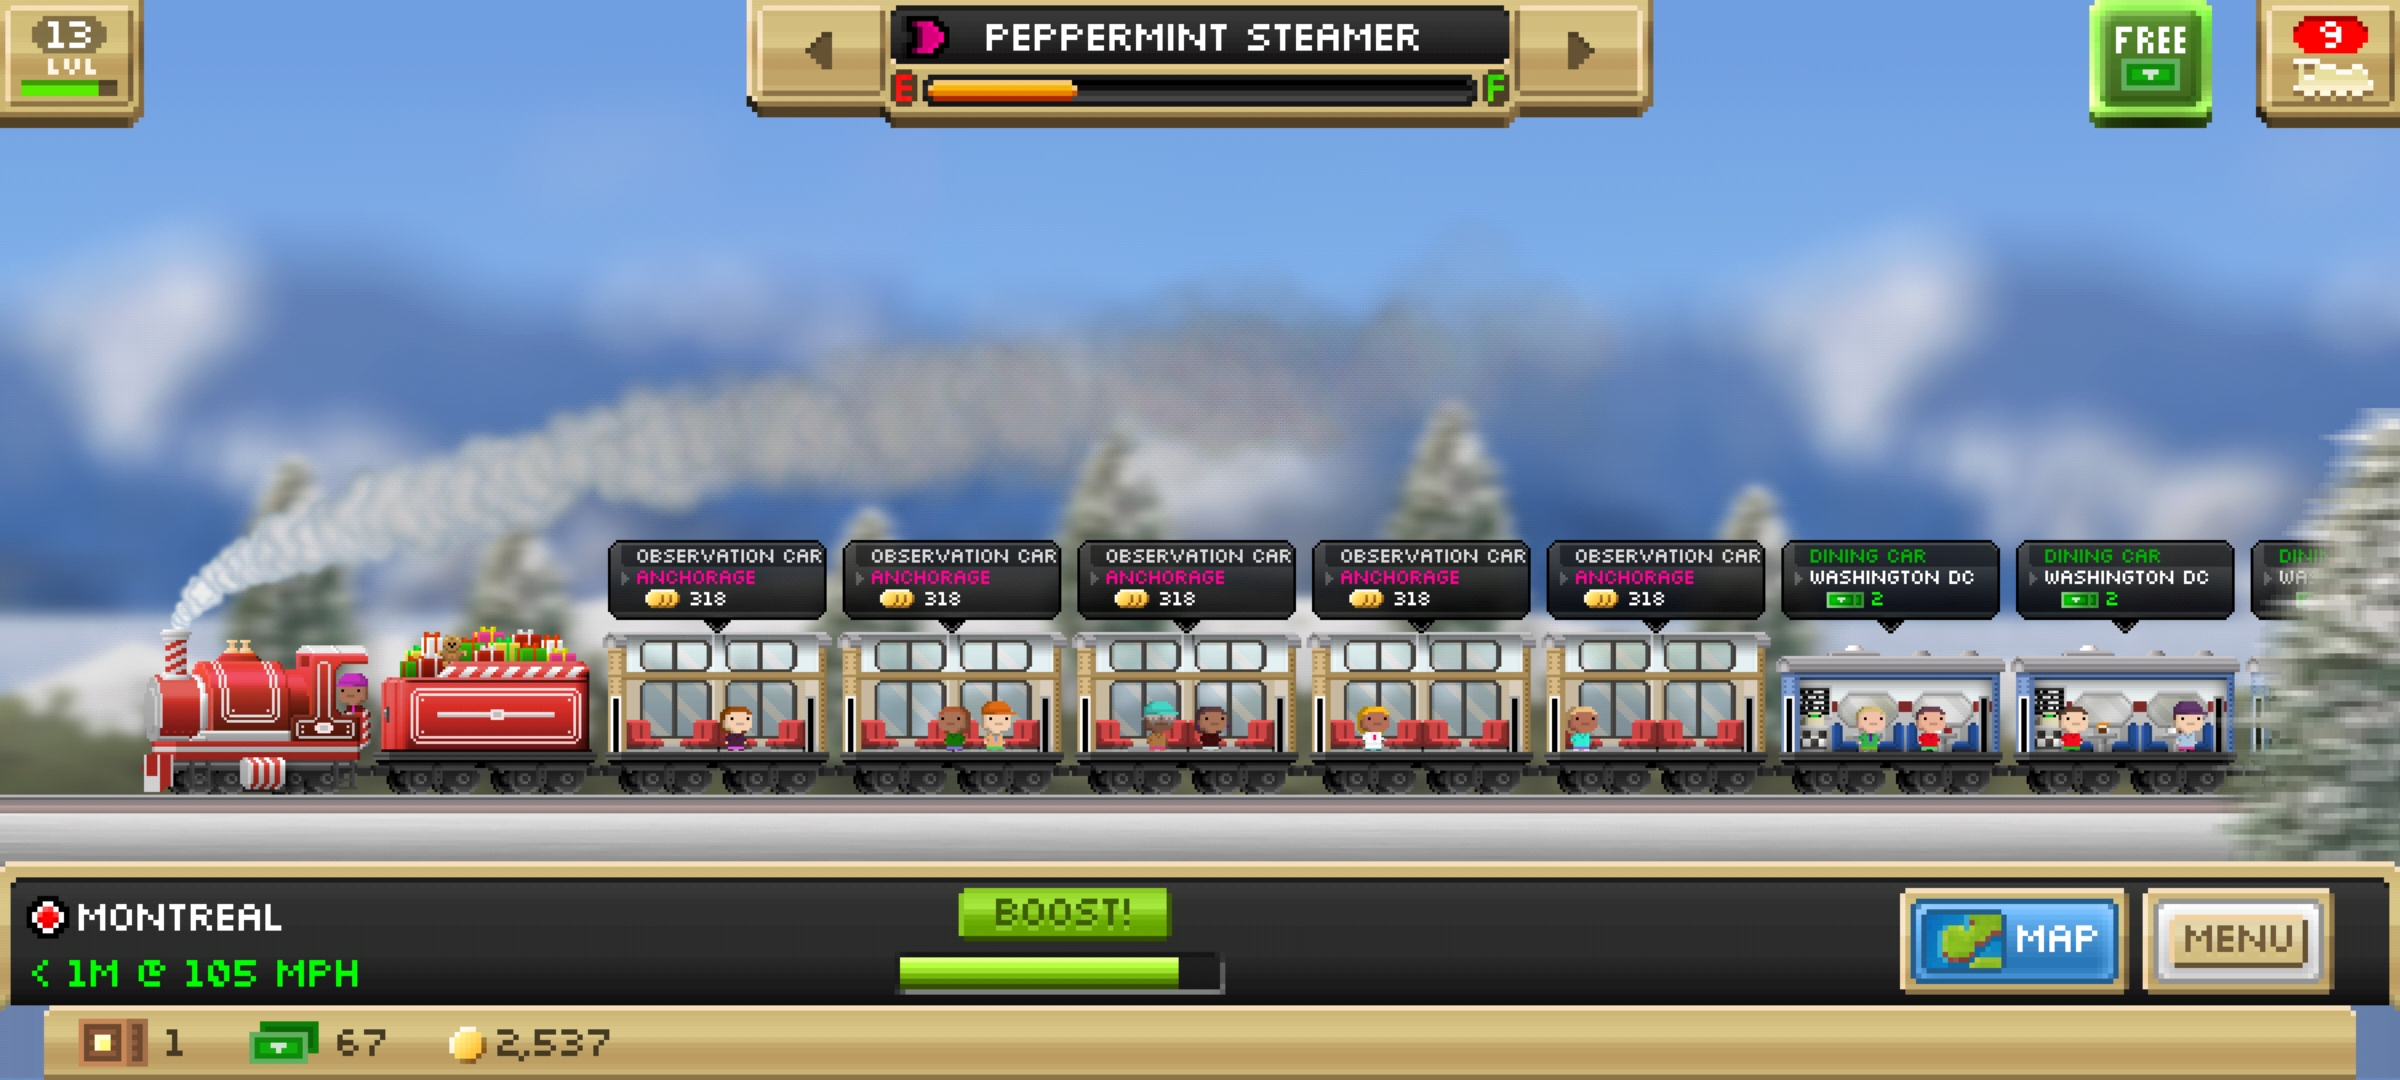 13
LVL
PEPPERMINT STEAMER
E
F
FREE
9
OBSERVATION CAR
ANCHORAGE
318
OBSERVATION CAR
ANCHORAGE
318
OBSERVATION CAR
ANCHORAGE
318
OBSERVATION CAR
ANCHORAGE
318
OBSERVATION CAR
ANCHORAGE
318
DINING CAR
WASHINGTON DC
2
DINING CAR
WASHINGTON DC
2
MONTREAL
< 1M @ 105 MPH
BOOST!
MAP
MENU
1
67
2,537